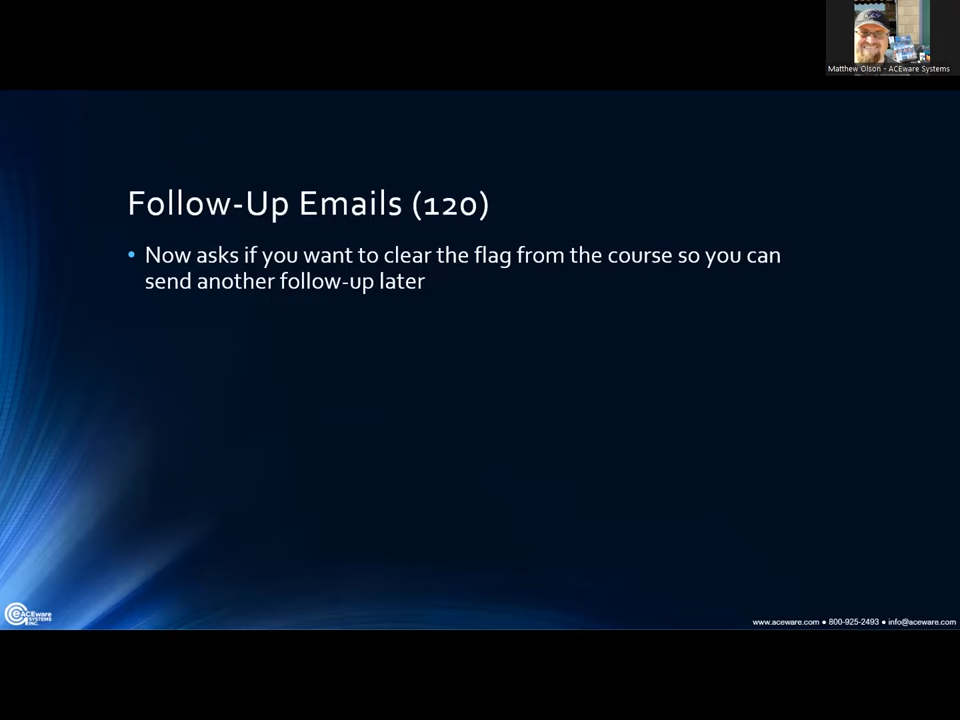 Matthew Olson - ACEware Systems
Follow-Up Emails (120)
• Now asks if you want to clear the flag from the course so you can
send another follow-up later
ACEware
SYSTEMS
INC.
www.aceware.com ● 800-925-2493 ● info@aceware.com